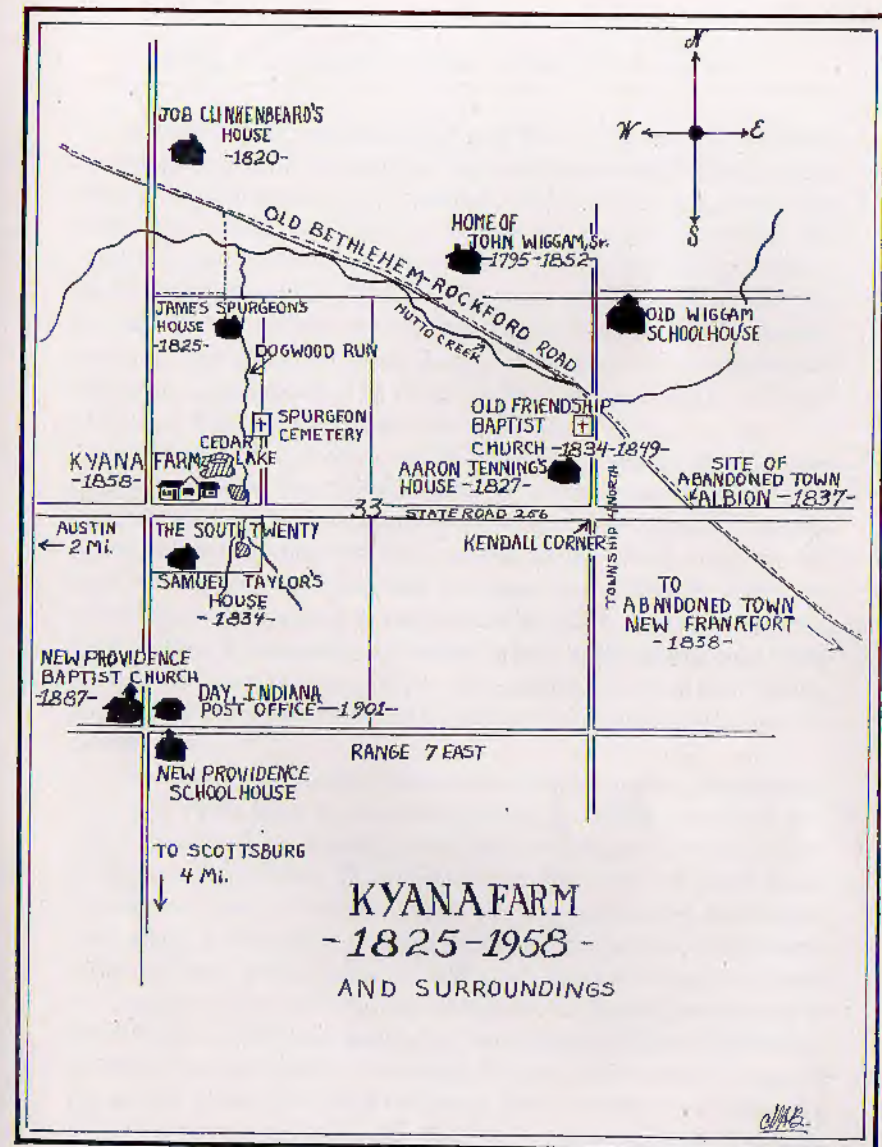 N
W
E
S
JOB CLINKENBEARD'S
HOUSE
-1820-
OLD BETHLEHEM-ROCKFORD ROAD
HOME OF
JOHN WIGGAM, Sr.
-1795-1852-
OLD WIGGAM
SCHOOLHOUSE
JAMES SPURGEON'S
HOUSE
-1825-
HUTTO CREEK
DOGWOOD RUN
SPURGEON
CEMETERY
CEDAR
LAKE
KYANA FARM
-1858-
OLD FRIENDSHIP
BAPTIST
CHURCH -1834-1849-
AARON JENNING'S
HOUSE -1827-
SITE OF
ABANDONED TOWN
ALBION -1837-
33
STATE ROAD 256
AUSTIN
2 Mi.
KENDALL CORNER
TOWNSHIP 4 NORTH
THE SOUTH TWENTY
SAMUEL TAYLOR'S
HOUSE
-1834-
TO
ABANDONED TOWN
NEW FRANKFORT
-1838-
NEW PROVIDENCE
BAPTIST CHURCH
-1887-
DAY, INDIANA
POST OFFICE -1901-
RANGE 7 EAST
NEW PROVIDENCE
SCHOOLHOUSE
TO SCOTTSBURG
4 Mi.
KYANA FARM
-1825-1958-
AND SURROUNDINGS